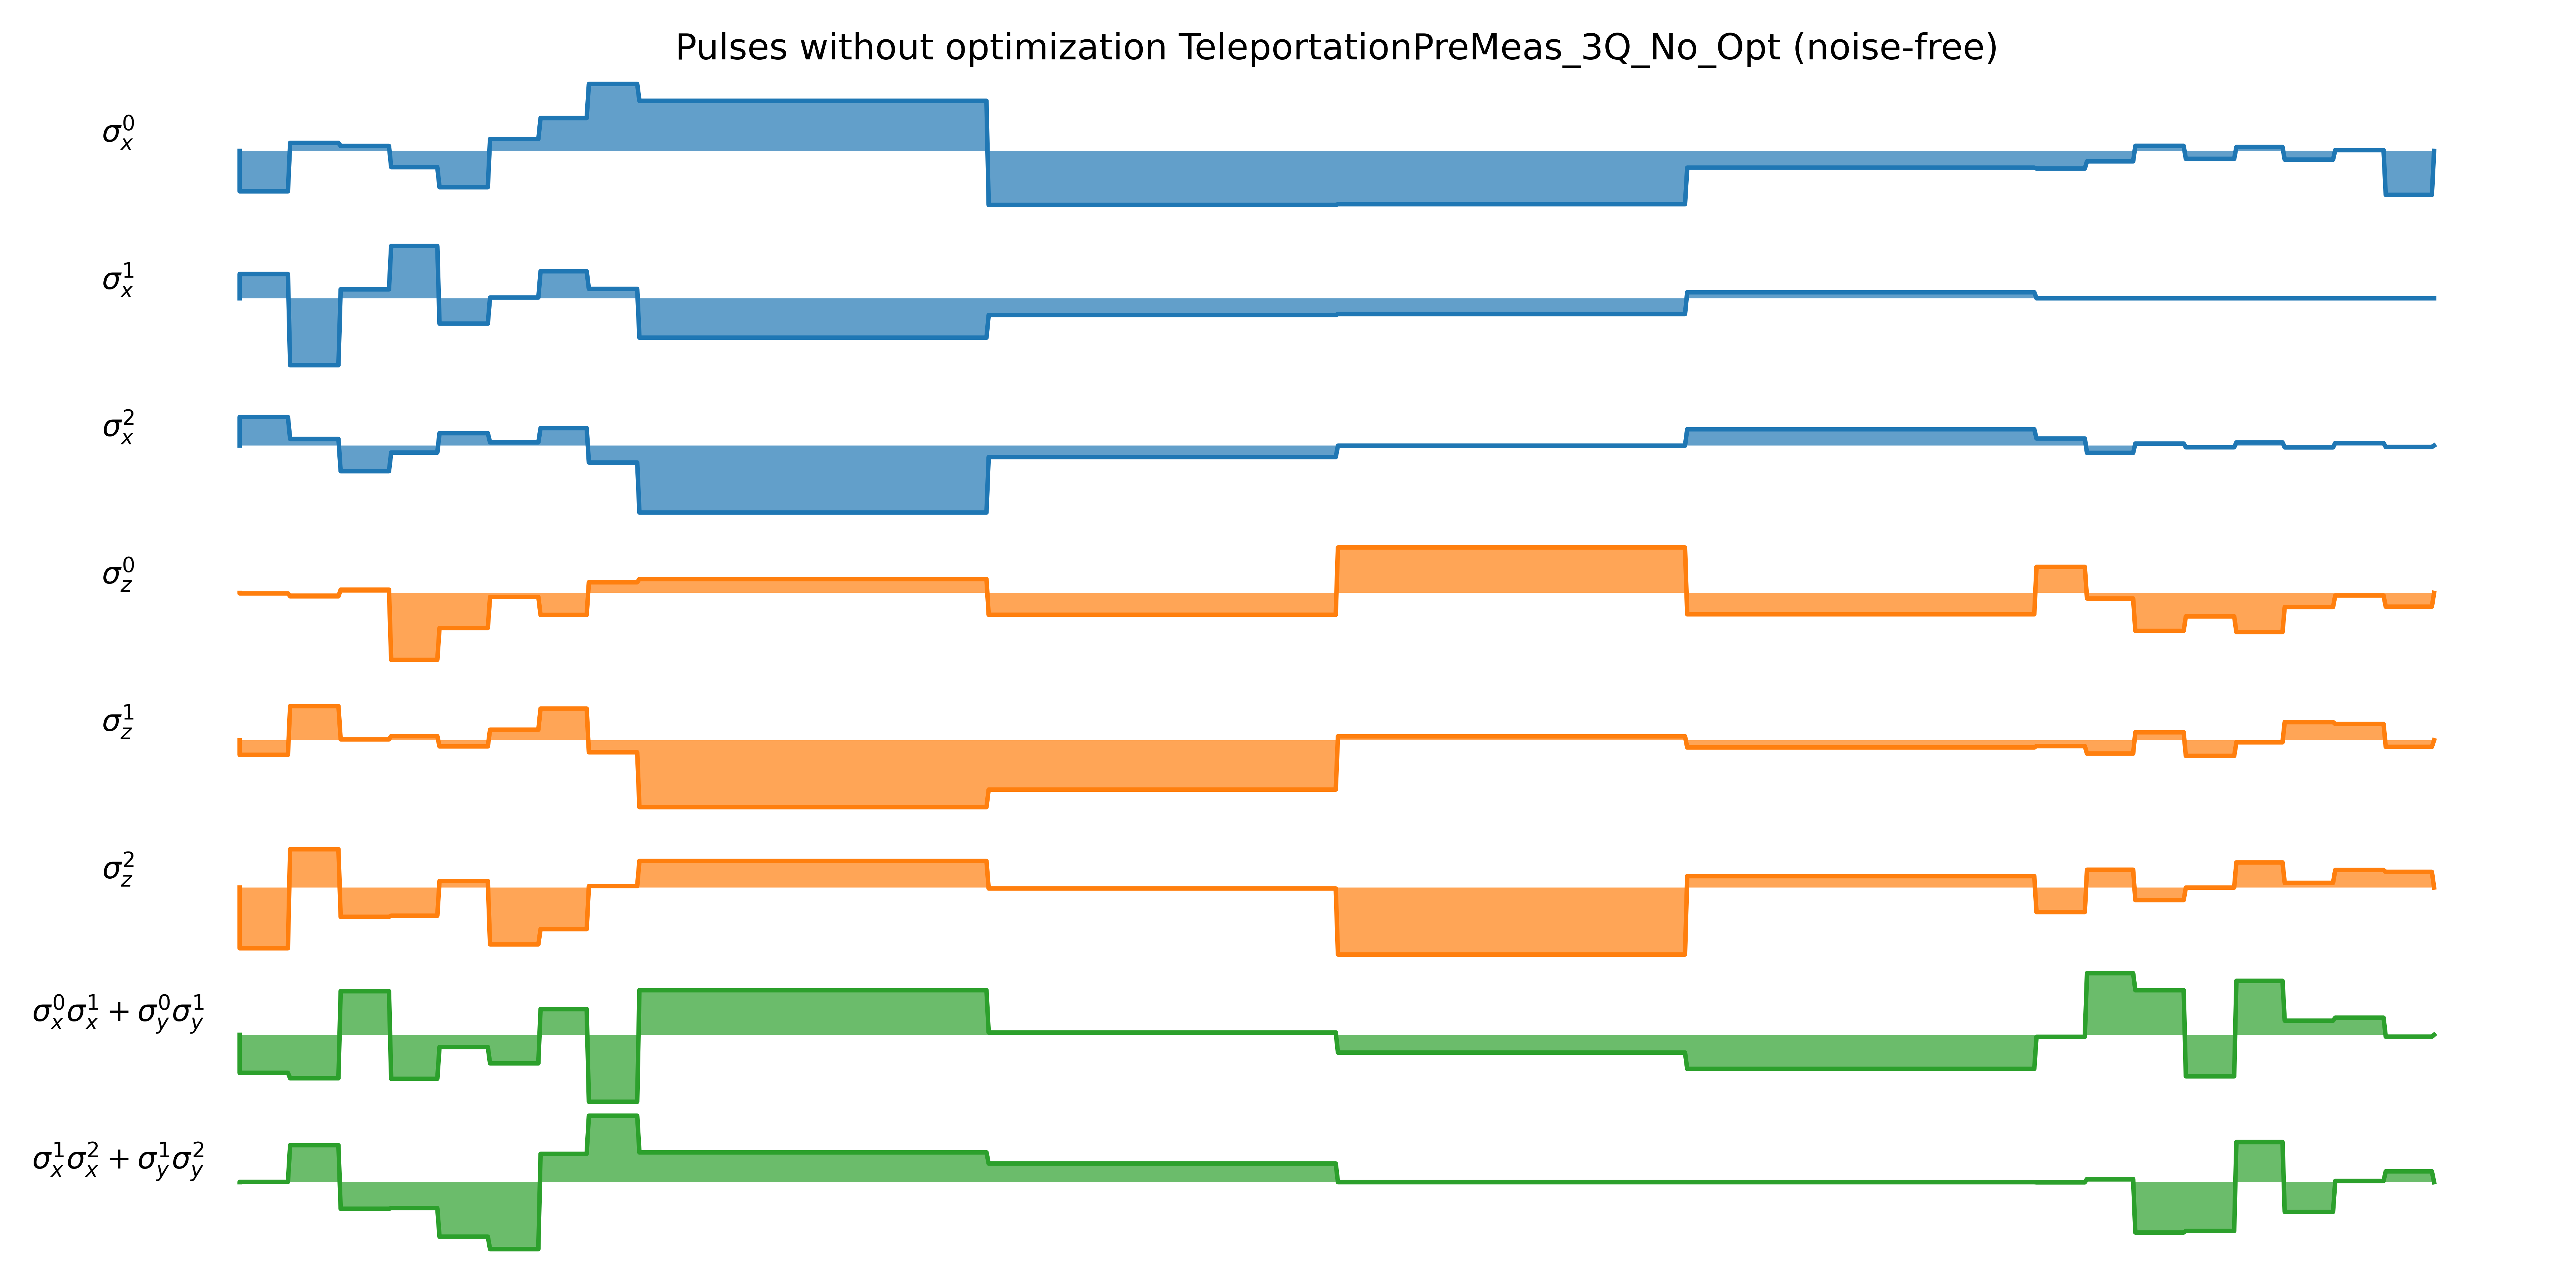 Pulses without optimization TeleportationPreMeas_3Q_No_Opt (noise-free)
σ_x^0
σ_x^1
σ_x^2
σ_z^0
σ_z^1
σ_z^2
σ_x^0σ_x^1 + σ_y^0σ_y^1
σ_x^1σ_x^2 + σ_y^1σ_y^2